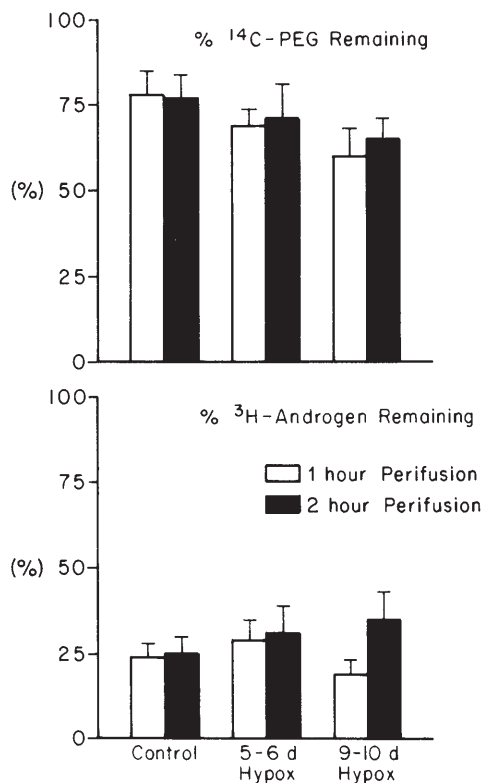 % ¹⁴C-PEG Remaining
100
75
(%) 50
25
0
% ³H-Androgen Remaining
100
75
1 hour Perifusion
2 hour Perifusion
(%) 50
25
0
Control 5-6 d Hypox 9-10 d Hypox